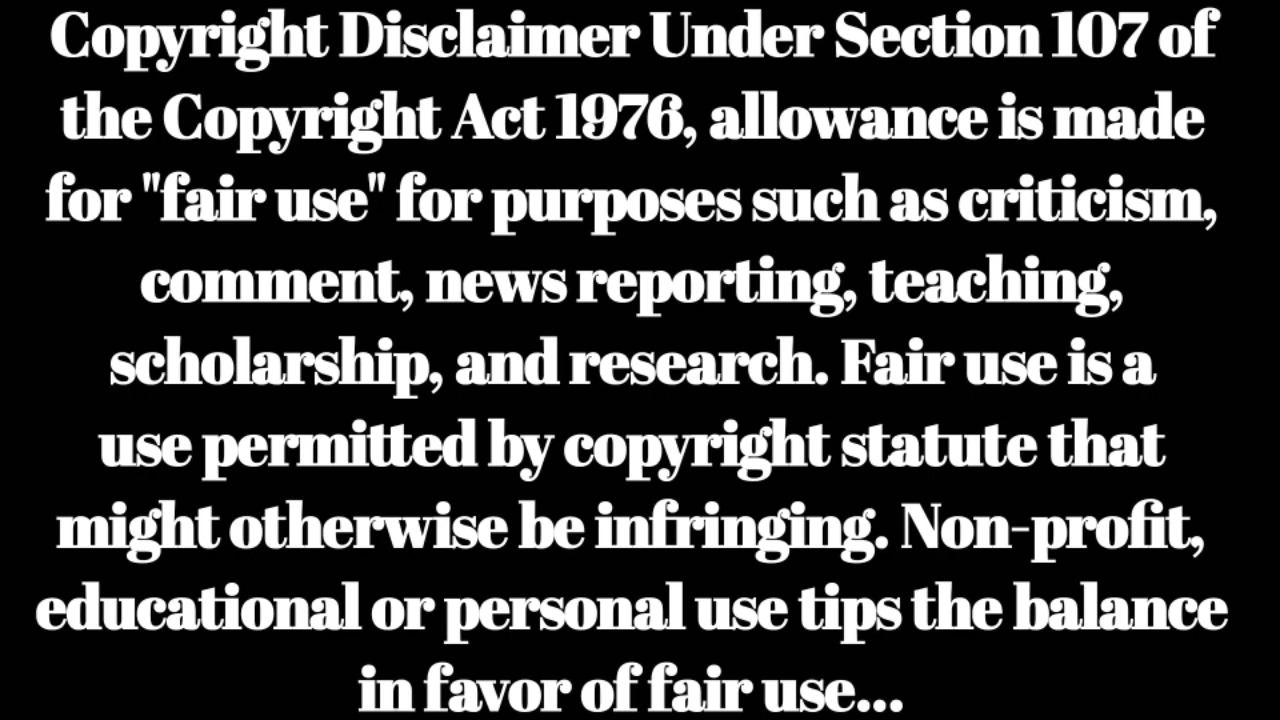 Copyright Disclaimer Under Section 107 of
the Copyright Act 1976, allowance is made
for "fair use" for purposes such as criticism,
comment, news reporting, teaching,
scholarship, and research. Fair use is a
use permitted by copyright statute that
might otherwise be infringing. Non-profit,
educational or personal use tips the balance
in favor of fair use...